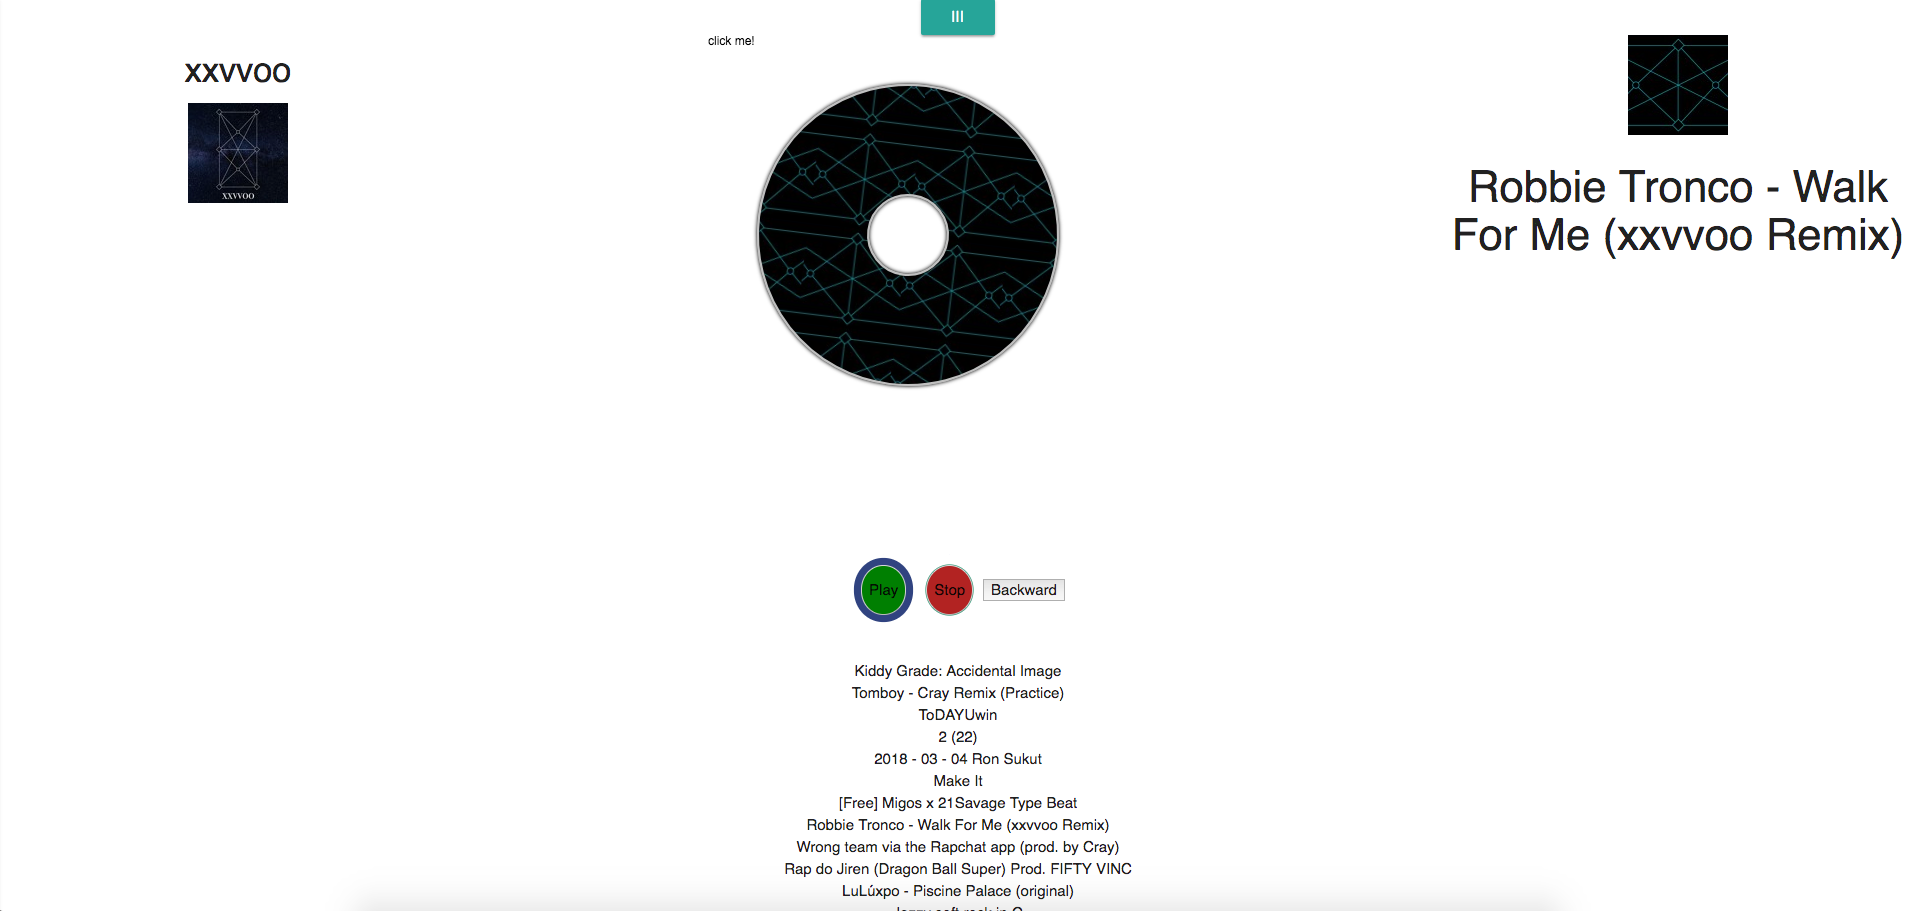 III
click me!
xxvvoo
XXVVOO
Robbie Tronco - Walk
For Me (xxvvoo Remix)
Play
Stop
Backward
Kiddy Grade: Accidental Image
Tomboy - Cray Remix (Practice)
ToDAYUwin
2 (22)
2018 - 03 - 04 Ron Sukut
Make It
[Free] Migos x 21Savage Type Beat
Robbie Tronco - Walk For Me (xxvvoo Remix)
Wrong team via the Rapchat app (prod. by Cray)
Rap do Jiren (Dragon Ball Super) Prod. FIFTY VINC
LuLúxpo - Piscine Palace (original)